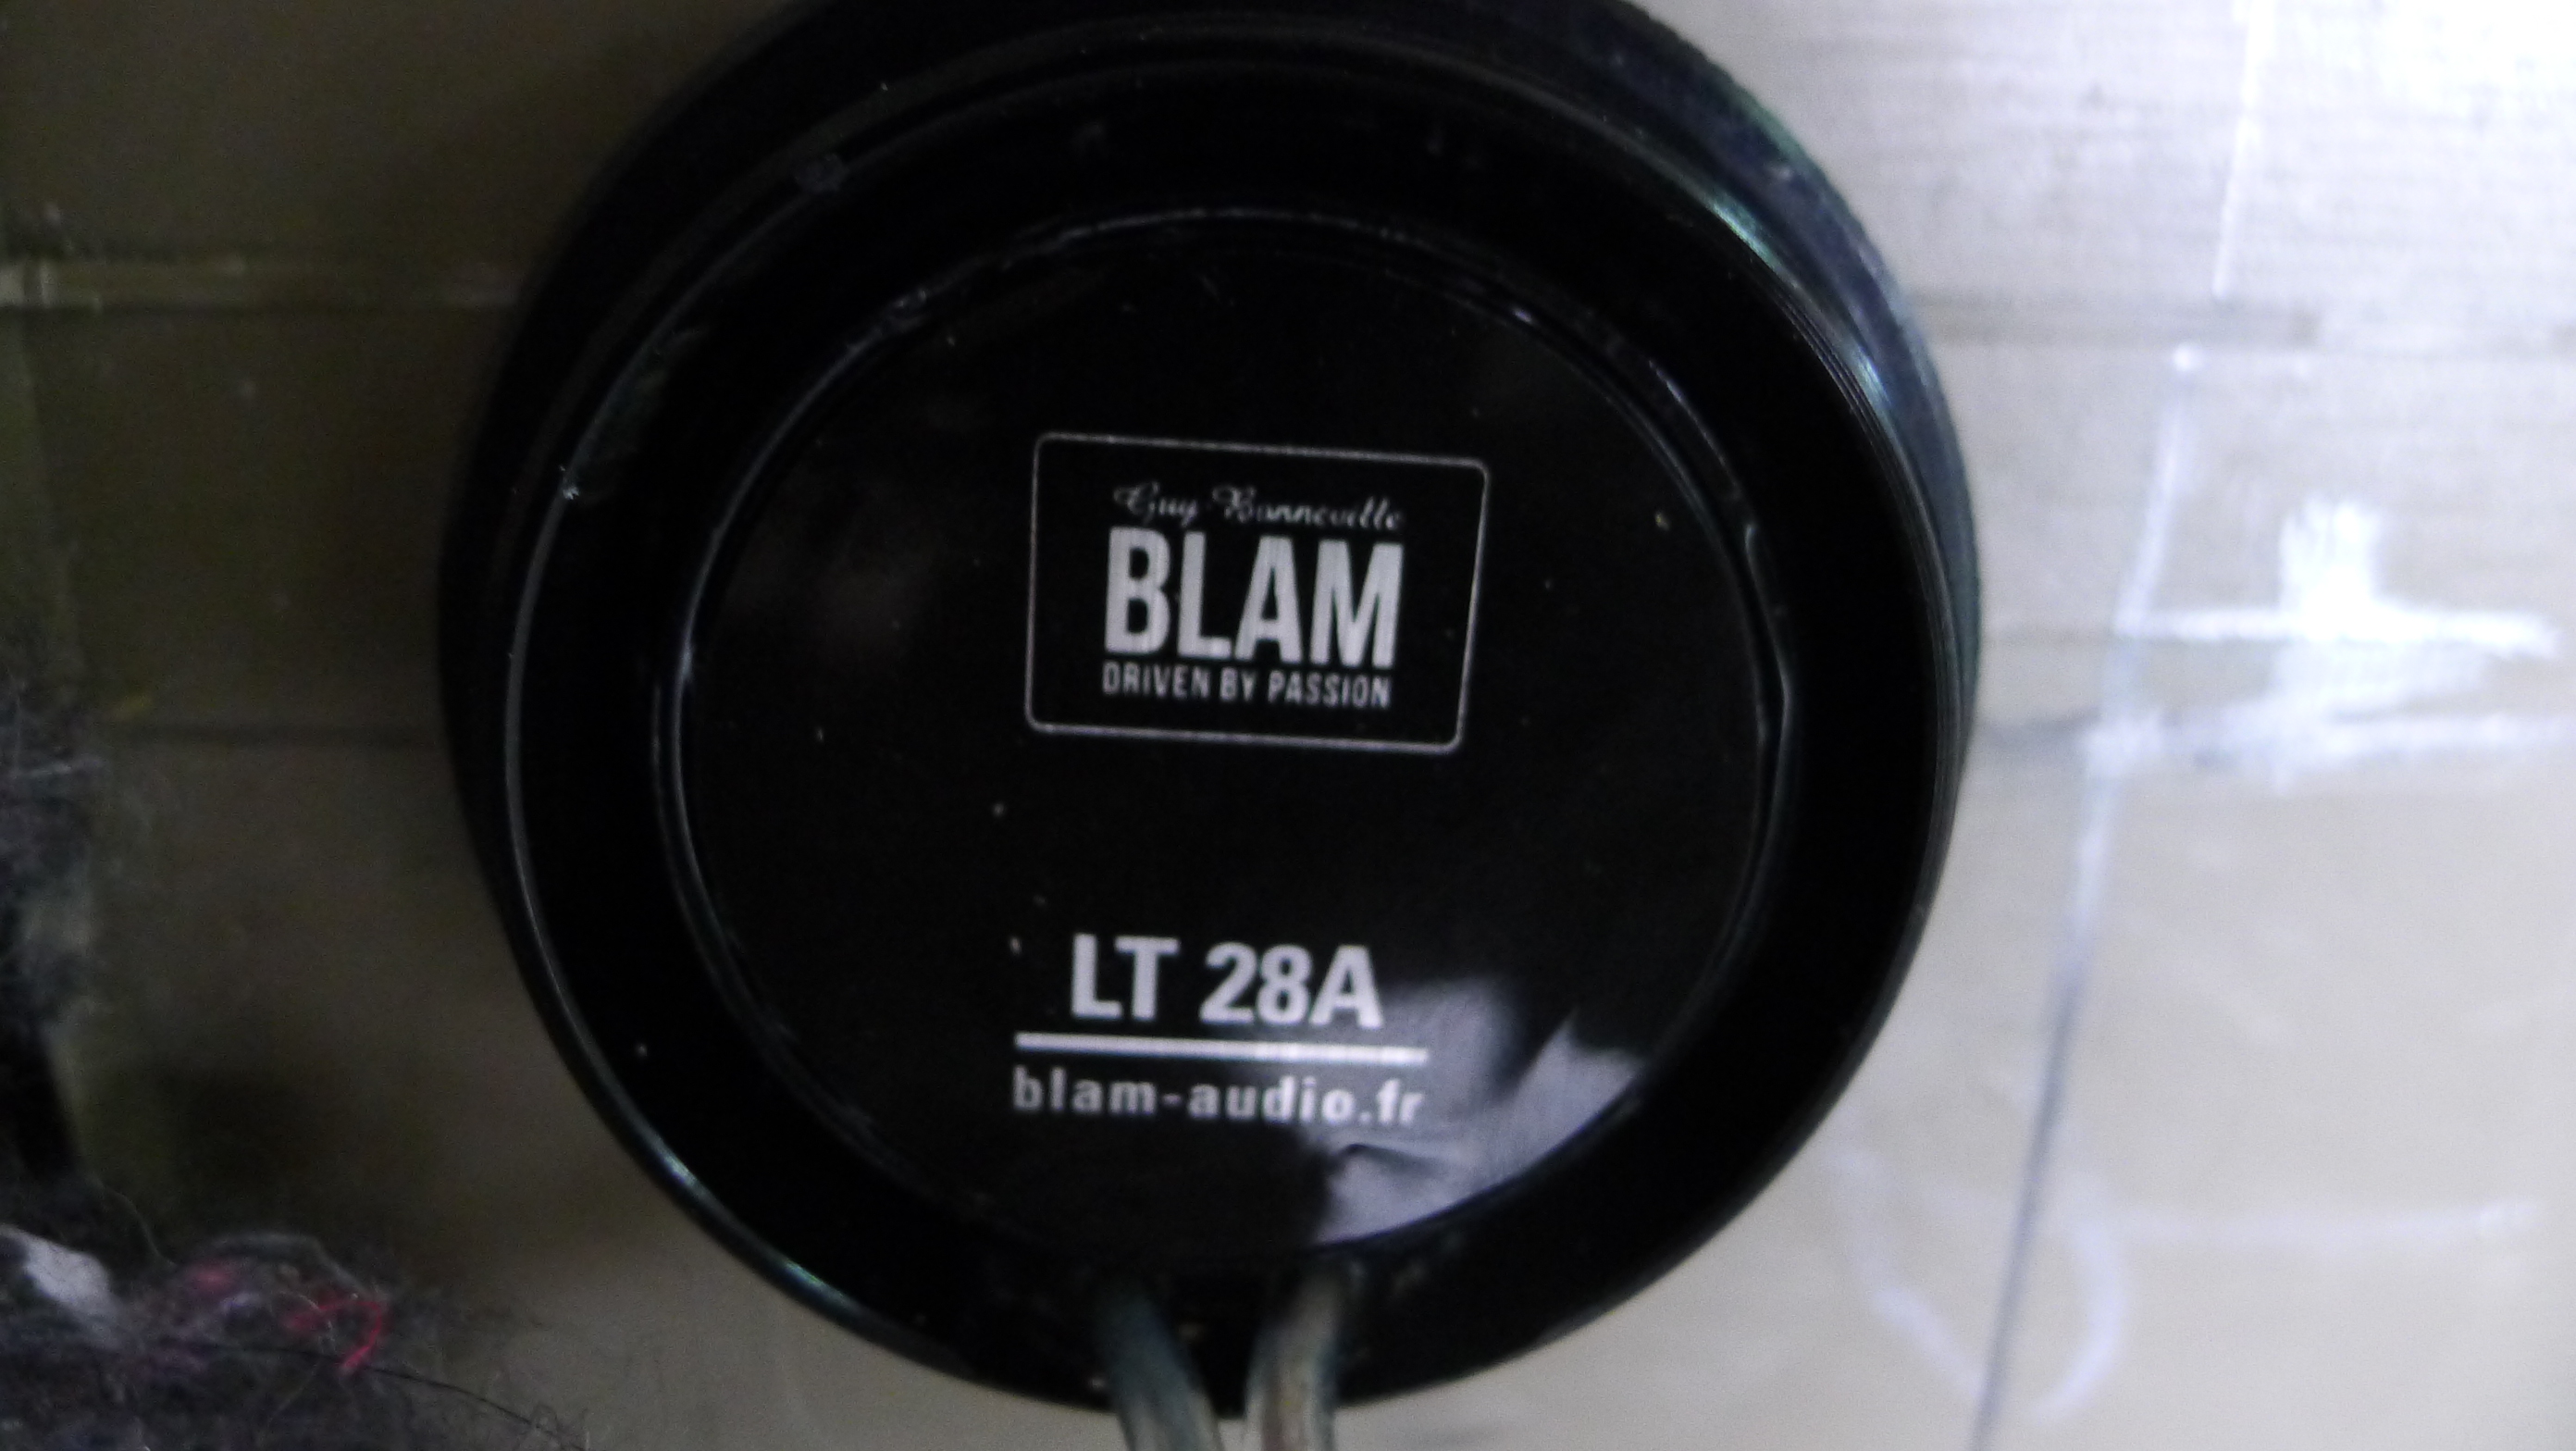 Guy Bonneville
BLAM
DRIVEN BY PASSION
LT 28A
blam-audio.fr